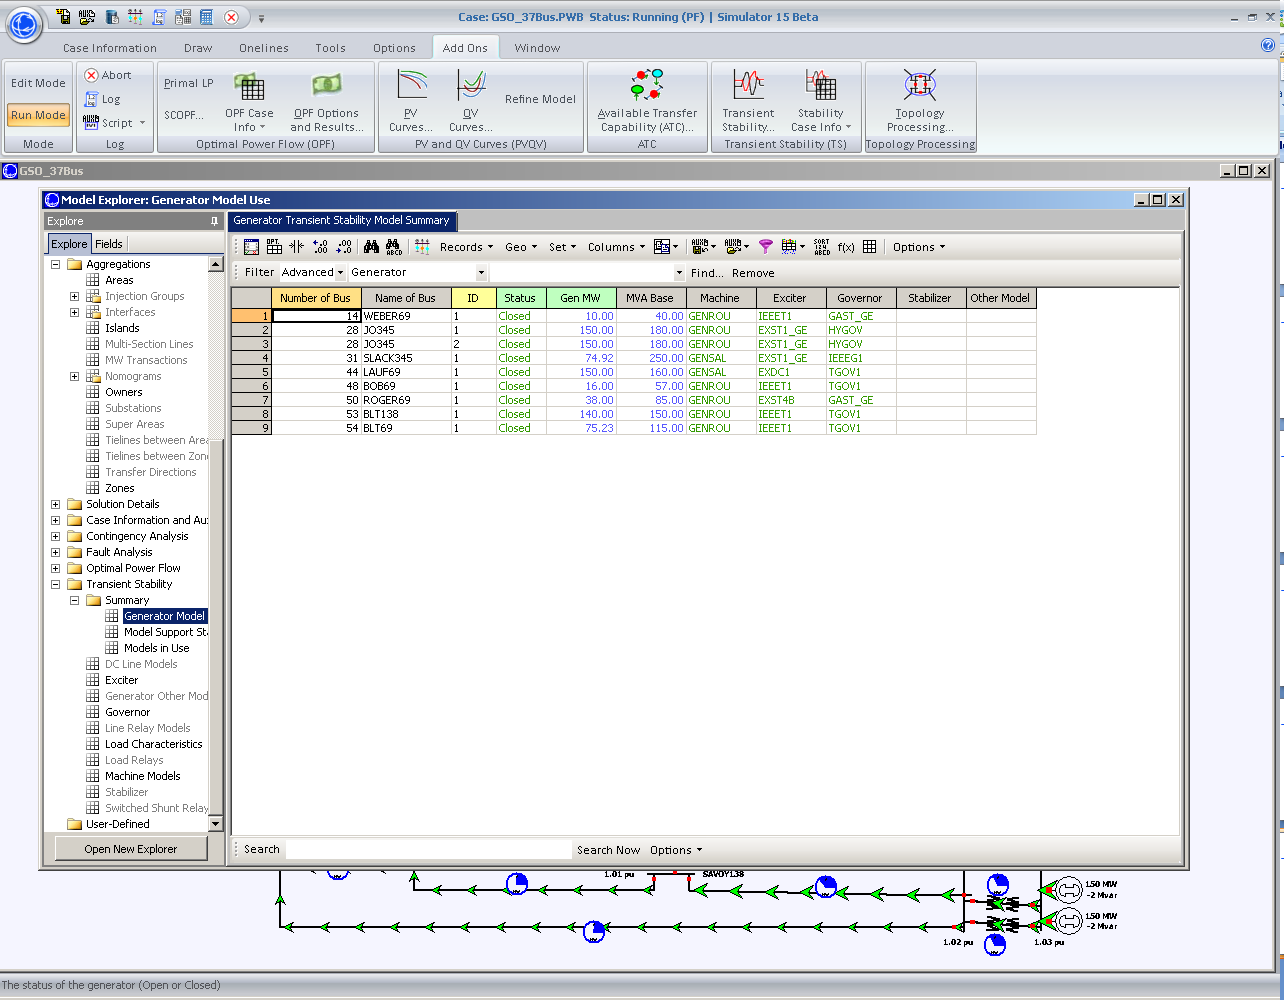 Case: GSO_37Bus.PWB Status: Running (PF) | Simulator 15 Beta
Case Information Draw Onelines Tools Options Add Ons Window
Edit Mode
Run Mode
Mode
Abort
Log
Script
Log
Primal LP
SCOPF...
OPF Case
Info
OPF Options
and Results...
Optimal Power Flow (OPF)
PV
Curves...
QV
Curves...
Refine Model
PV and QV Curves (PVQV)
Available Transfer
Capability (ATC)...
ATC
Transient
Stability...
Stability
Case Info
Transient Stability (TS)
Topology
Processing...
Topology Processing
GSO_37Bus
Model Explorer: Generator Model Use
Explore
Explore Fields
Aggregations
Areas
Injection Groups
Interfaces
Islands
Multi-Section Lines
MW Transactions
Nomograms
Owners
Substations
Super Areas
Tielines between Area
Tielines between Zone
Transfer Directions
Zones
Solution Details
Case Information and Au
Contingency Analysis
Fault Analysis
Optimal Power Flow
Transient Stability
Summary
Generator Model
Model Support Sta
Models in Use
DC Line Models
Exciter
Generator Other Mod
Governor
Line Relay Models
Load Characteristics
Load Relays
Machine Models
Stabilizer
Switched Shunt Relay
User-Defined
Open New Explorer
Generator Transient Stability Model Summary
Records Geo Set Columns f(x) Options
Filter Advanced Generator Find... Remove
Number of Bus Name of Bus ID Status Gen MW MVA Base Machine Exciter Governor Stabilizer Other Model
1 14 WEBER69 1 Closed 10.00 40.00 GENROU IEEET1 GAST_GE
2 28 JO345 1 Closed 150.00 180.00 GENROU EXST1_GE HYGOV
3 28 JO345 2 Closed 150.00 180.00 GENROU EXST1_GE HYGOV
4 31 SLACK345 1 Closed 74.92 250.00 GENSAL EXST1_GE IEEEG1
5 44 LAUF69 1 Closed 150.00 160.00 GENSAL EXDC1 TGOV1
6 48 BOB69 1 Closed 16.00 57.00 GENROU IEEET1 TGOV1
7 50 ROGER69 1 Closed 38.00 85.00 GENROU EXST4B GAST_GE
8 53 BLT138 1 Closed 140.00 150.00 GENROU IEEET1 TGOV1
9 54 BLT69 1 Closed 75.23 115.00 GENROU IEEET1 TGOV1
Search Search Now Options
1.01 pu SAVOY138
150 MW
-2 Mvar
150 MW
-2 Mvar
1.02 pu 1.03 pu
The status of the generator (Open or Closed)